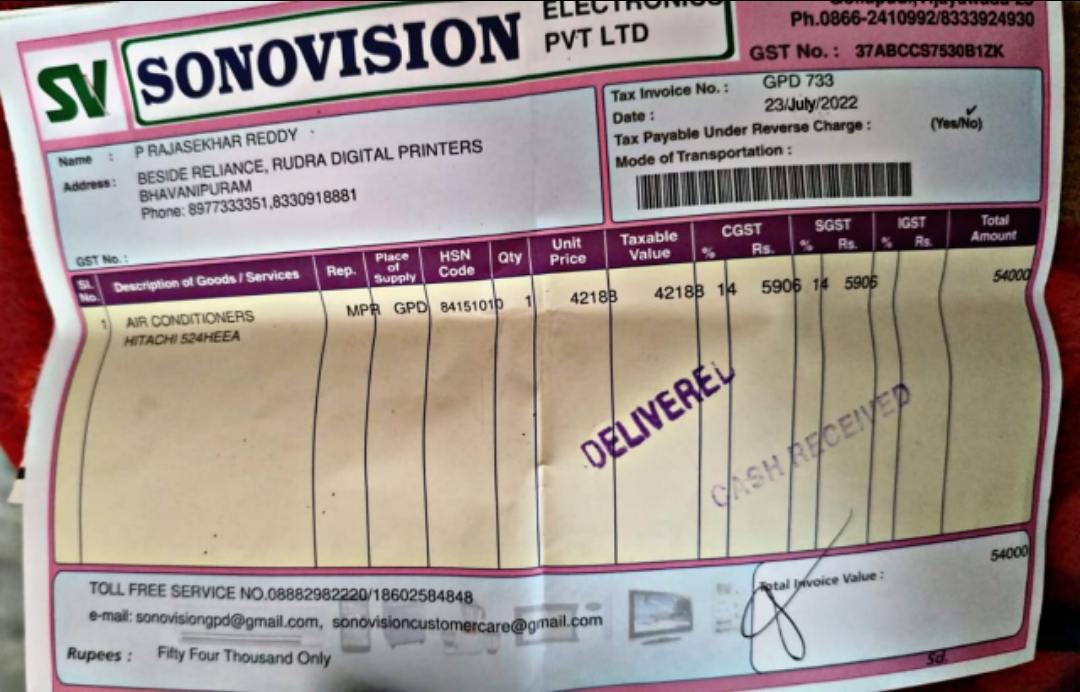 SV SONOVISION ELECTRONICS
PVT LTD
Ph.0866-2410992/8333924930
GST No. : 37ABCCS7530B1ZK
Name : P RAJASEKHAR REDDY
Address : BESIDE RELIANCE, RUDRA DIGITAL PRINTERS
BHAVANIPURAM
Phone: 8977333351,8330918881
GST No. :
Tax Invoice No. : GPD 733
Date : 23/July/2022
Tax Payable Under Reverse Charge : (Yes/No)
Mode of Transportation :
Sl. No. Description of Goods / Services Rep. Place of Supply HSN Code Qty Unit Price Taxable Value CGST % Rs. SGST % Rs. IGST % Rs. Total Amount
1 AIR CONDITIONERS MPR GPD 84151010 1 42188 42188 14 5906 14 5906 54000
HITACHI 524HEEA
DELIVERED
CASH RECEIVED
54000
Total Invoice Value :
TOLL FREE SERVICE NO.08882982220/18602584848
e-mail: sonovisiongpd@gmail.com, sonovisioncustomercare@gmail.com
Rupees : Fifty Four Thousand Only
Sd.